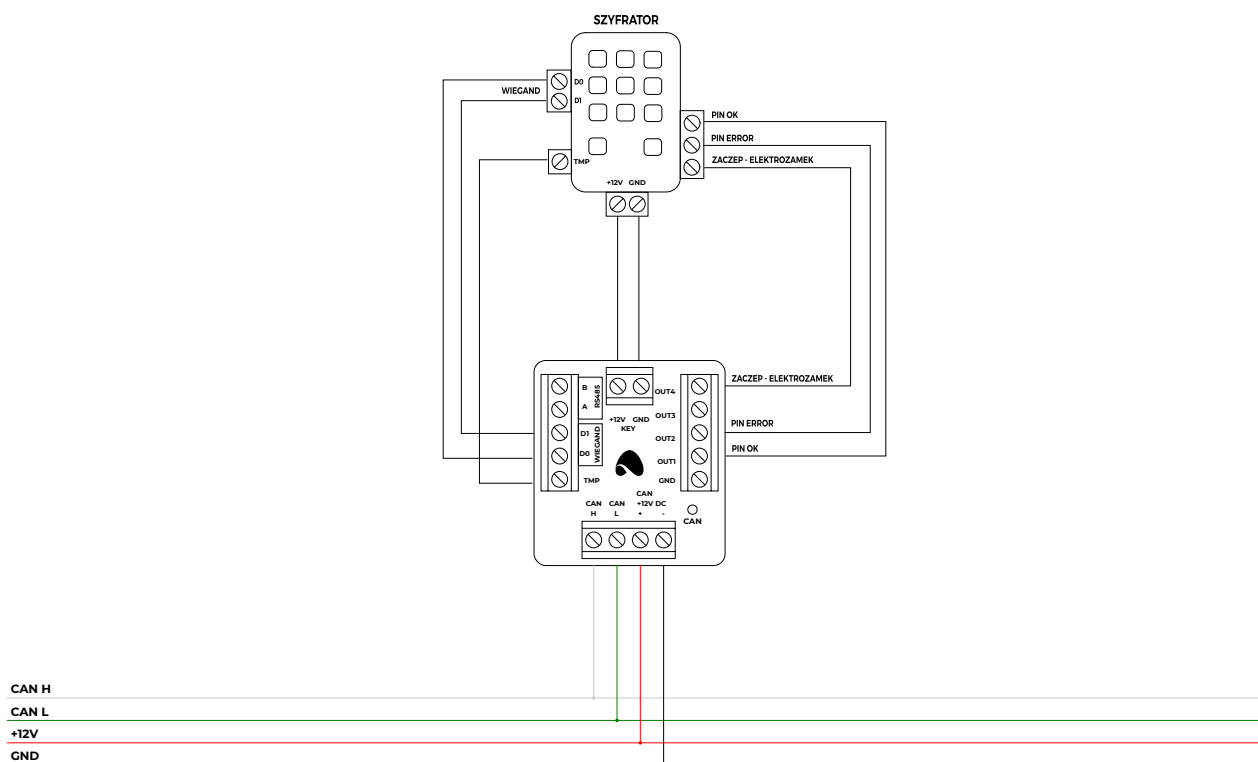 SZYFRATOR
D0
WIEGAND
D1
PIN OK
PIN ERROR
ZACZEP - ELEKTROZAMEK
TMP
+12V GND
ZACZEP - ELEKTROZAMEK
B
A
RS485
OUT4
OUT3
+12V GND
KEY
PIN ERROR
D1
D0
WIEGAND
OUT2
OUT1
PIN OK
TMP
GND
CAN
CAN CAN +12V DC
H L + -
CAN
CAN H
CAN L
+12V
GND